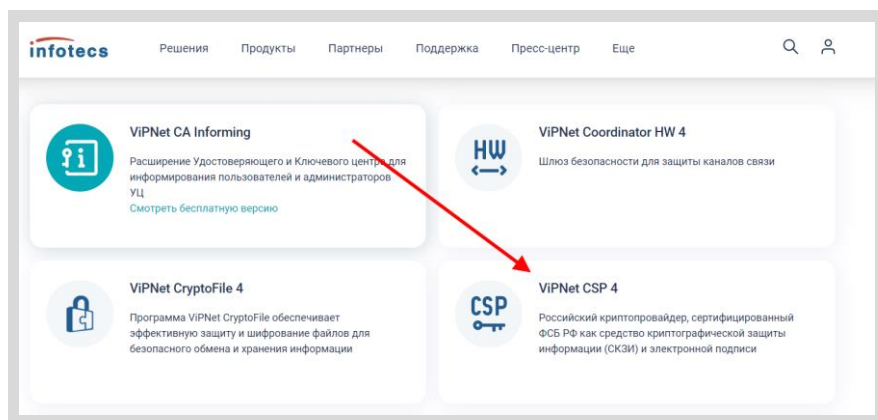 infotecs
Решения Продукты Партнеры Поддержка Пресс-центр Еще
ViPNet CA Informing
Расширение Удостоверяющего и Ключевого центра для
информирования пользователей и администраторов
УЦ
Смотреть бесплатную версию
HW
ViPNet Coordinator HW 4
Шлюз безопасности для защиты каналов связи
ViPNet CryptoFile 4
Программа ViPNet CryptoFile обеспечивает
эффективную защиту и шифрование файлов для
безопасного обмена и хранения информации
CSP
ViPNet CSP 4
Российский криптопровайдер, сертифицированный
ФСБ РФ как средство криптографической защиты
информации (СКЗИ) и электронной подписи